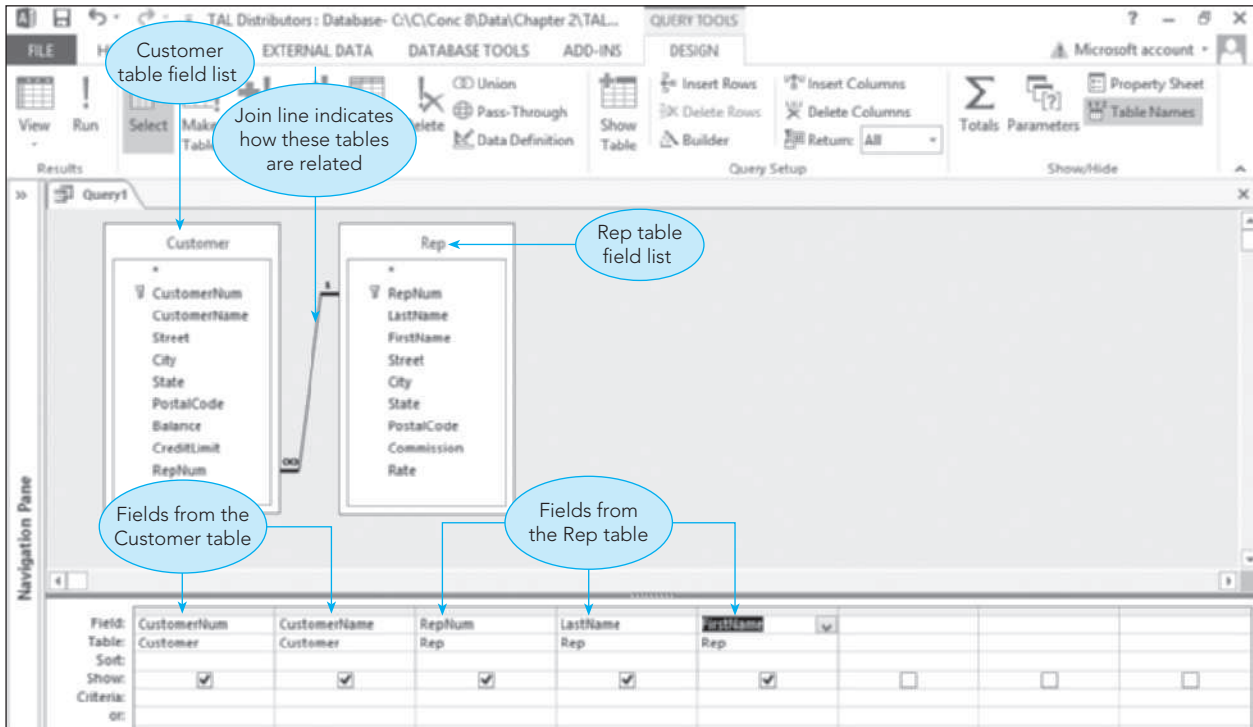 TAL Distributors : Database- C:\C\Conc 8\Data\Chapter 2\TAL...
QUERY TOOLS
FILE
EXTERNAL DATA
DATABASE TOOLS
ADD-INS
DESIGN
Microsoft account
Customer
table field list
Join line indicates
how these tables
are related
View
Run
Select
Union
Pass-Through
Data Definition
Show
Table
Insert Rows
Delete Rows
Builder
Insert Columns
Delete Columns
Return: All
Totals
Parameters
Property Sheet
Table Names
Results
Query Setup
Show/Hide
Query1
Navigation Pane
Customer
*
CustomerNum
CustomerName
Street
City
State
PostalCode
Balance
CreditLimit
RepNum
1
∞
Rep
*
RepNum
LastName
FirstName
Street
City
State
PostalCode
Commission
Rate
Rep table
field list
Fields from the
Customer table
Fields from
the Rep table
Field: CustomerNum CustomerName RepNum LastName FirstName
Table: Customer Customer Rep Rep Rep
Sort:
Show:
Criteria:
or: